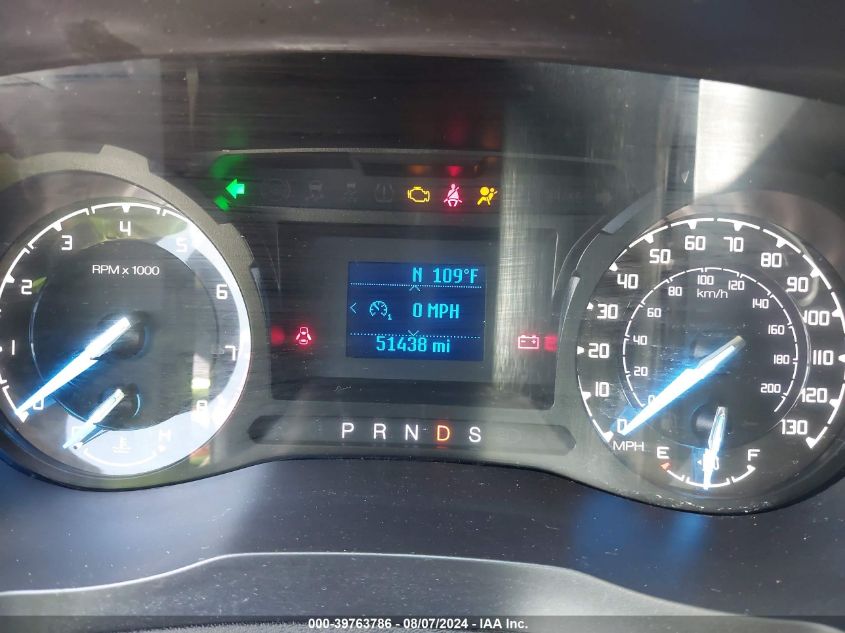 N 109°F
0 MPH
51438 mi
P R N D S
RPM x 1000
0 1 2 3 4 5 6 7
MPH
0 10 20 30 40 50 60 70 80 90 100 110 120 130
km/h
0 20 40 60 80 100 120 140 160 180 200
E F
000-39763786 - 08/07/2024 - IAA Inc.